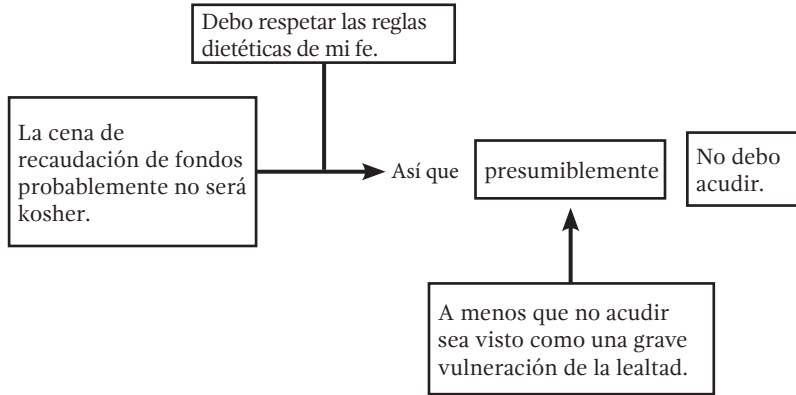 Debo respetar las reglas
dietéticas de mi fe.
La cena de
recaudación de fondos
probablemente no será
kosher.
Así que
presumiblemente
No debo
acudir.
A menos que no acudir
sea visto como una grave
vulneración de la lealtad.